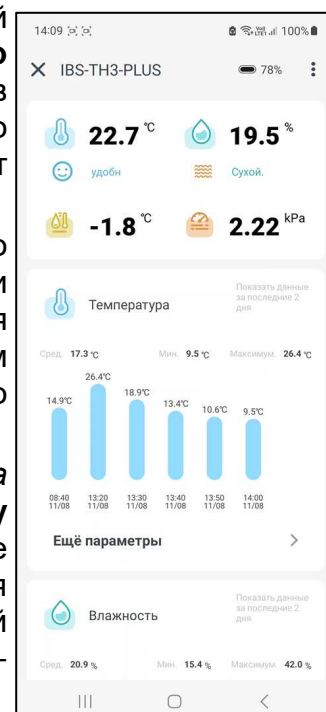 14:09 100%
IBS-TH3-PLUS 78%
22.7 °C 19.5 %
удобн Сухой.
-1.8 °C 2.22 kPa
Температура
Показать данные
за последние 2
дня
Сред. 17.3 °C Мин. 9.5 °C Максимум. 26.4 °C
14.9°C 26.4°C 18.9°C 13.4°C 10.6°C 9.5°C
08:40 13:20 13:30 13:40 13:50 14:00
11/08 11/08 11/08 11/08 11/08 11/08
Ещё параметры
Влажность
Показать данные
за последние 2
дня
Сред. 20.9 % Мин. 15.4 % Максимум. 42.0 %